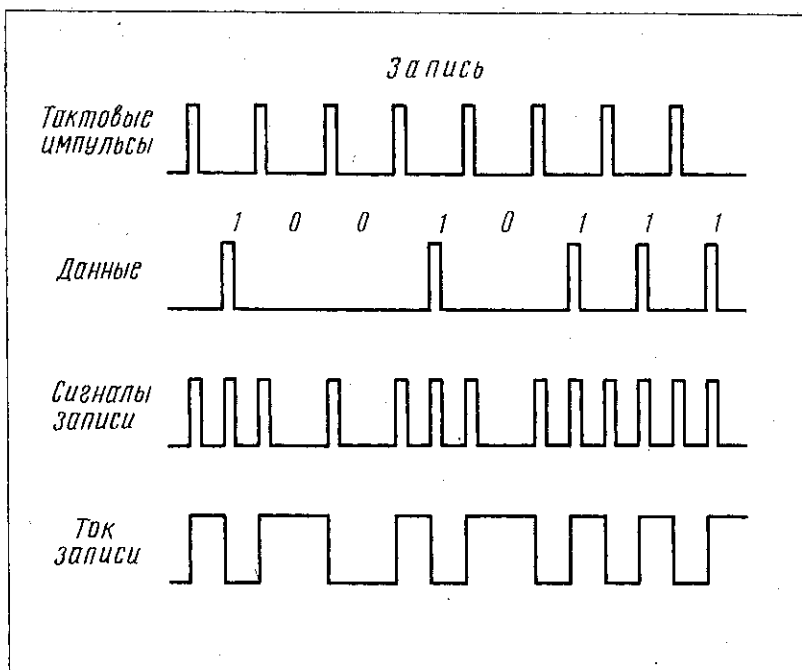 Запись
Тактовые
импульсы
1 0 0 1 0 1 1 1
Данные
Сигналы
записи
Ток
записи